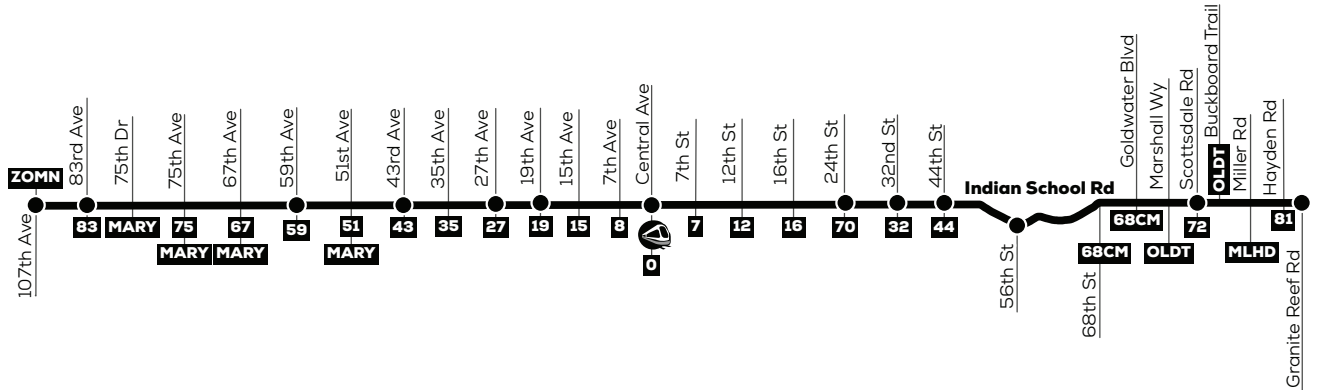 ZOMN
107th Ave
83rd Ave
83
75th Dr
MARY
75th Ave
75
MARY
67th Ave
67
MARY
59th Ave
59
51st Ave
51
MARY
43rd Ave
43
35th Ave
35
27th Ave
27
19th Ave
19
15th Ave
15
7th Ave
8
Central Ave
0
7th St
7
12th St
12
16th St
16
24th St
70
32nd St
32
44th St
44
Indian School Rd
56th St
68CM
68th St
Goldwater Blvd
68CM
Marshall Wy
OLDT
Scottsdale Rd
72
Buckboard Trail
OLDT
Miller Rd
MLHD
Hayden Rd
81
Granite Reef Rd